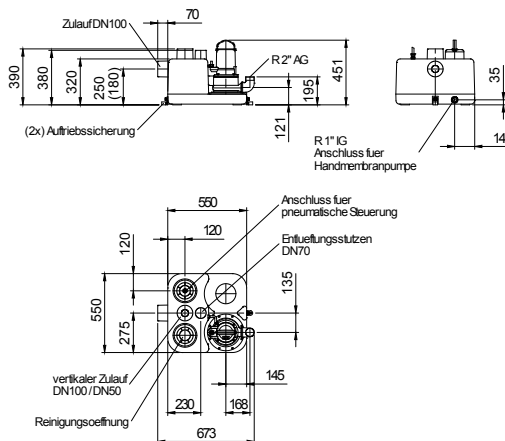 Zulauf DN100
70
R 2" AG
390
380
320
250
(180)
195
451
121
(2x) Auftriebssicherung
35
R 1" IG
Anschluss fuer
Handmembranpumpe
550
Anschluss fuer
pneumatische Steuerung
120
120
Entlueftungsstutzen
DN70
135
550
275
vertikaler Zulauf
DN100/DN50
145
230
168
Reinigungsoeffnung
673